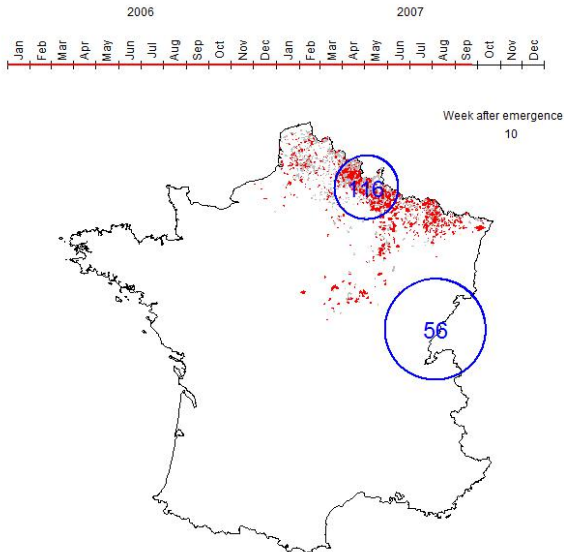 2006 2007
Jan Feb Mar Apr May Jun Jul Aug Sep Oct Nov Dec Jan Feb Mar Apr May Jun Jul Aug Sep Oct Nov Dec
Week after emergence
10
116
56